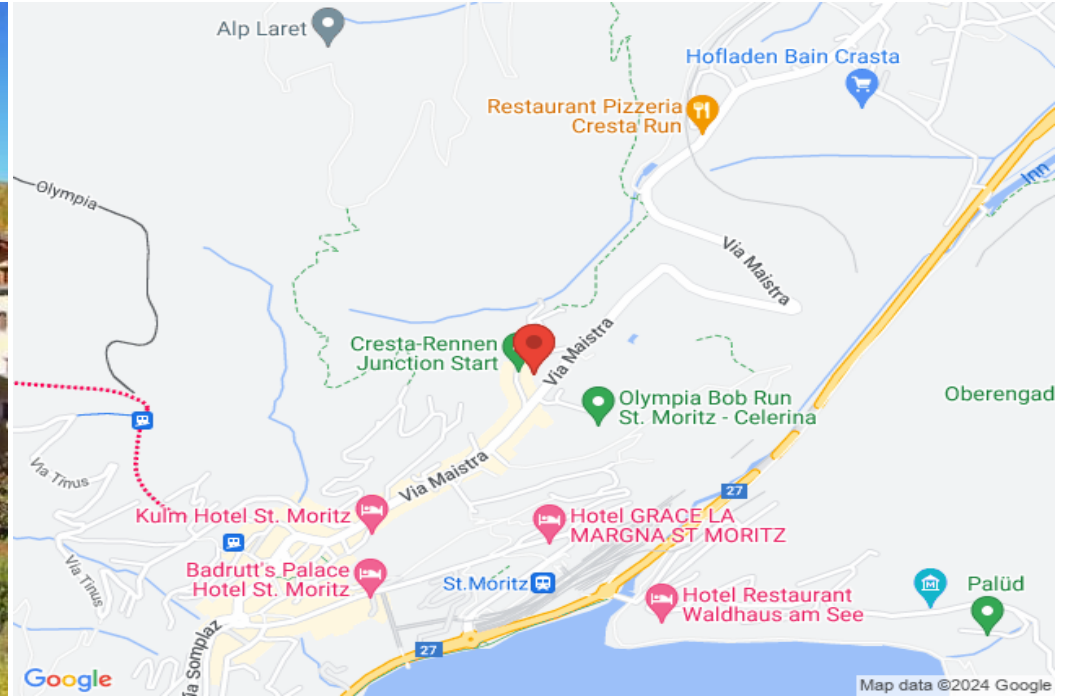 Alp Laret
Hofladen Bain Crasta
Restaurant Pizzeria
Cresta Run
Olympia
Inn
Via Maistra
Cresta-Rennen
Junction Start
Via Maistra
Oberengad
Olympia Bob Run
St. Moritz - Celerina
Via Maistra
Via Tinus
27
Kulm Hotel St. Moritz
Hotel GRACE LA
MARGNA ST MORITZ
Via Tinus
Badrutt's Palace
Hotel St. Moritz
St.Moritz
Palüd
Hotel Restaurant
Waldhaus am See
27
Via Somplaz
Google
Map data ©2024 Google